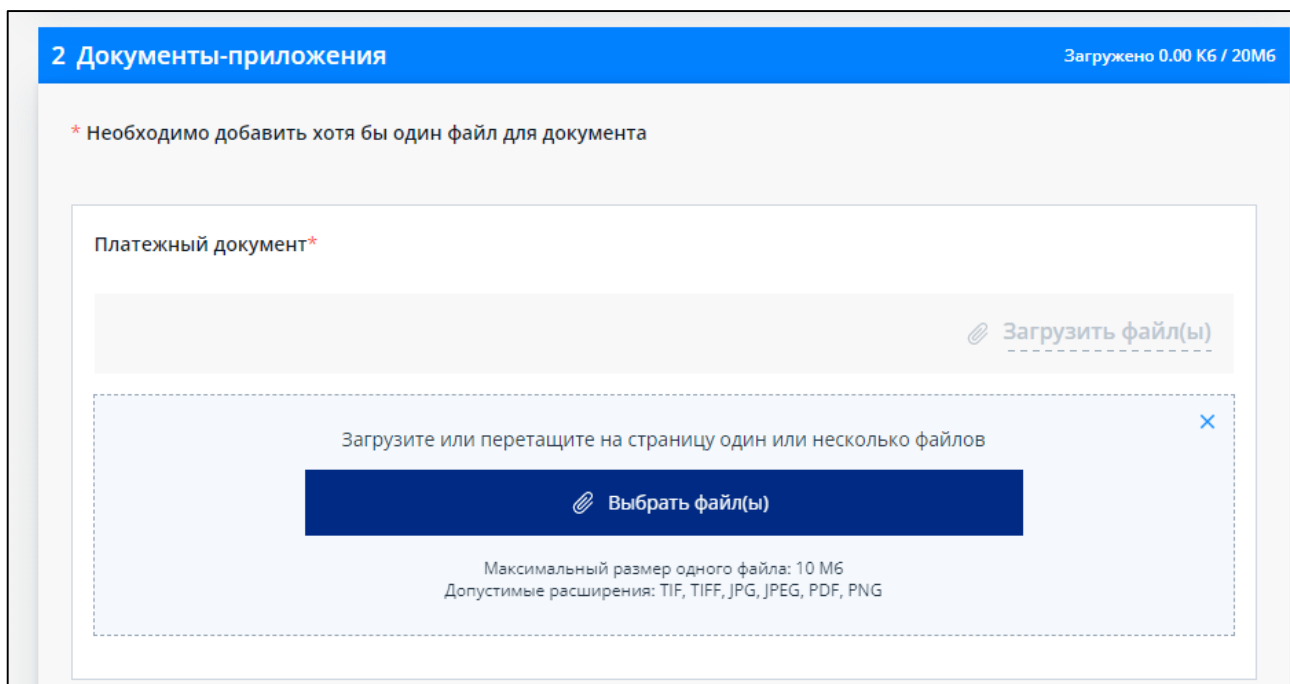 2 Документы-приложения
Загружено 0.00 Кб / 20Мб
* Необходимо добавить хотя бы один файл для документа
Платежный документ*
Загрузить файл(ы)
Загрузите или перетащите на страницу один или несколько файлов
Выбрать файл(ы)
Максимальный размер одного файла: 10 Мб
Допустимые расширения: TIF, TIFF, JPG, JPEG, PDF, PNG